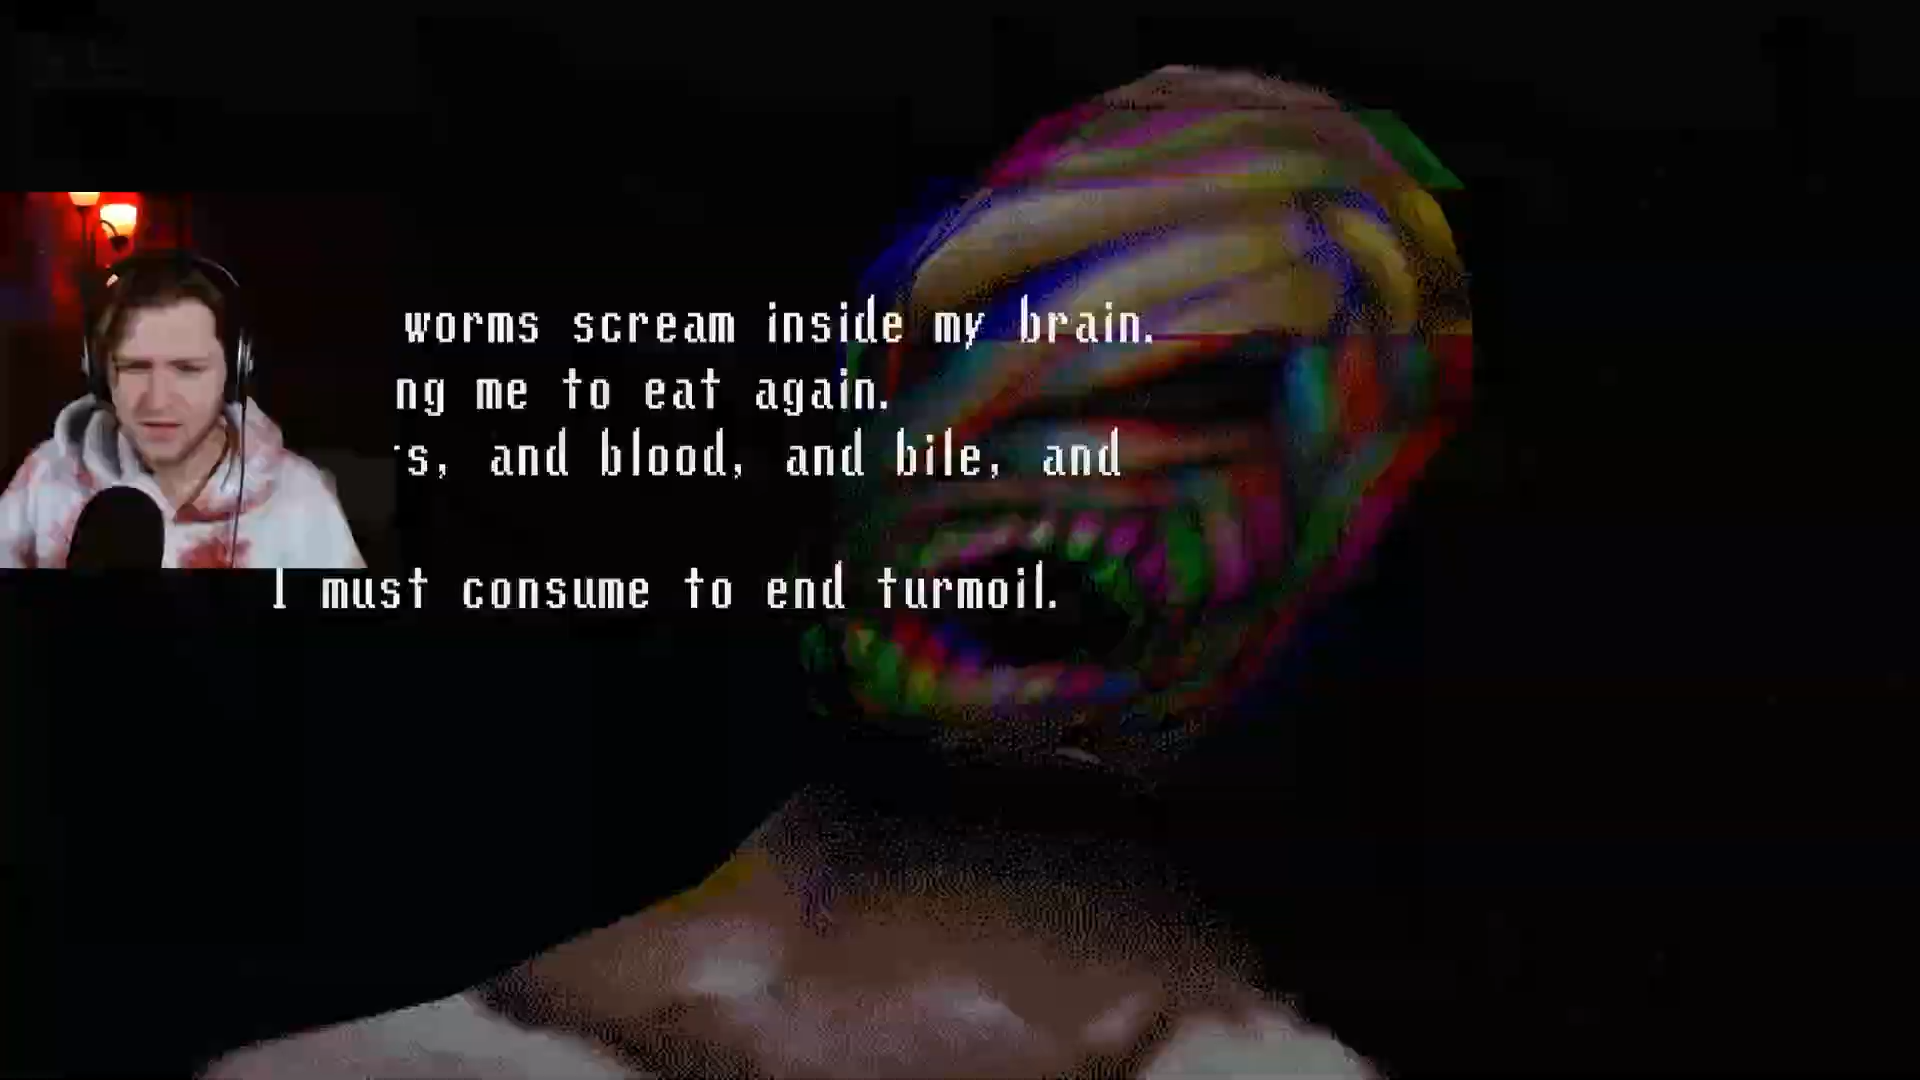 worms scream inside my brain.
me to eat again.
and blood, and bile, and
I must consume to end turmoil.